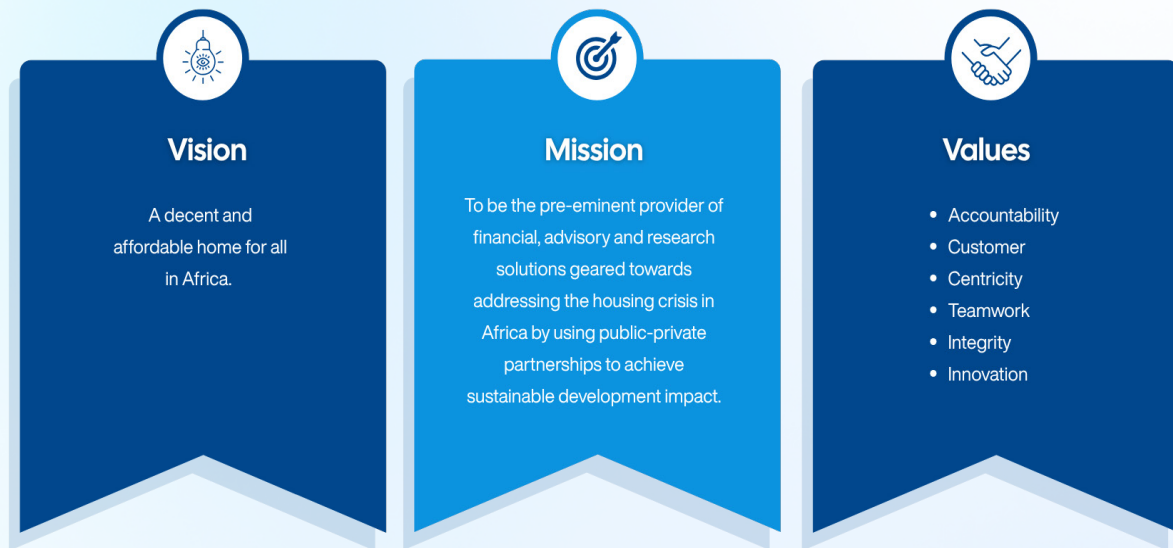 Vision
A decent and
affordable home for all
in Africa.
Mission
To be the pre-eminent provider of
financial, advisory and research
solutions geared towards
addressing the housing crisis in
Africa by using public-private
partnerships to achieve
sustainable development impact.
Values
• Accountability
• Customer
• Centricity
• Teamwork
• Integrity
• Innovation